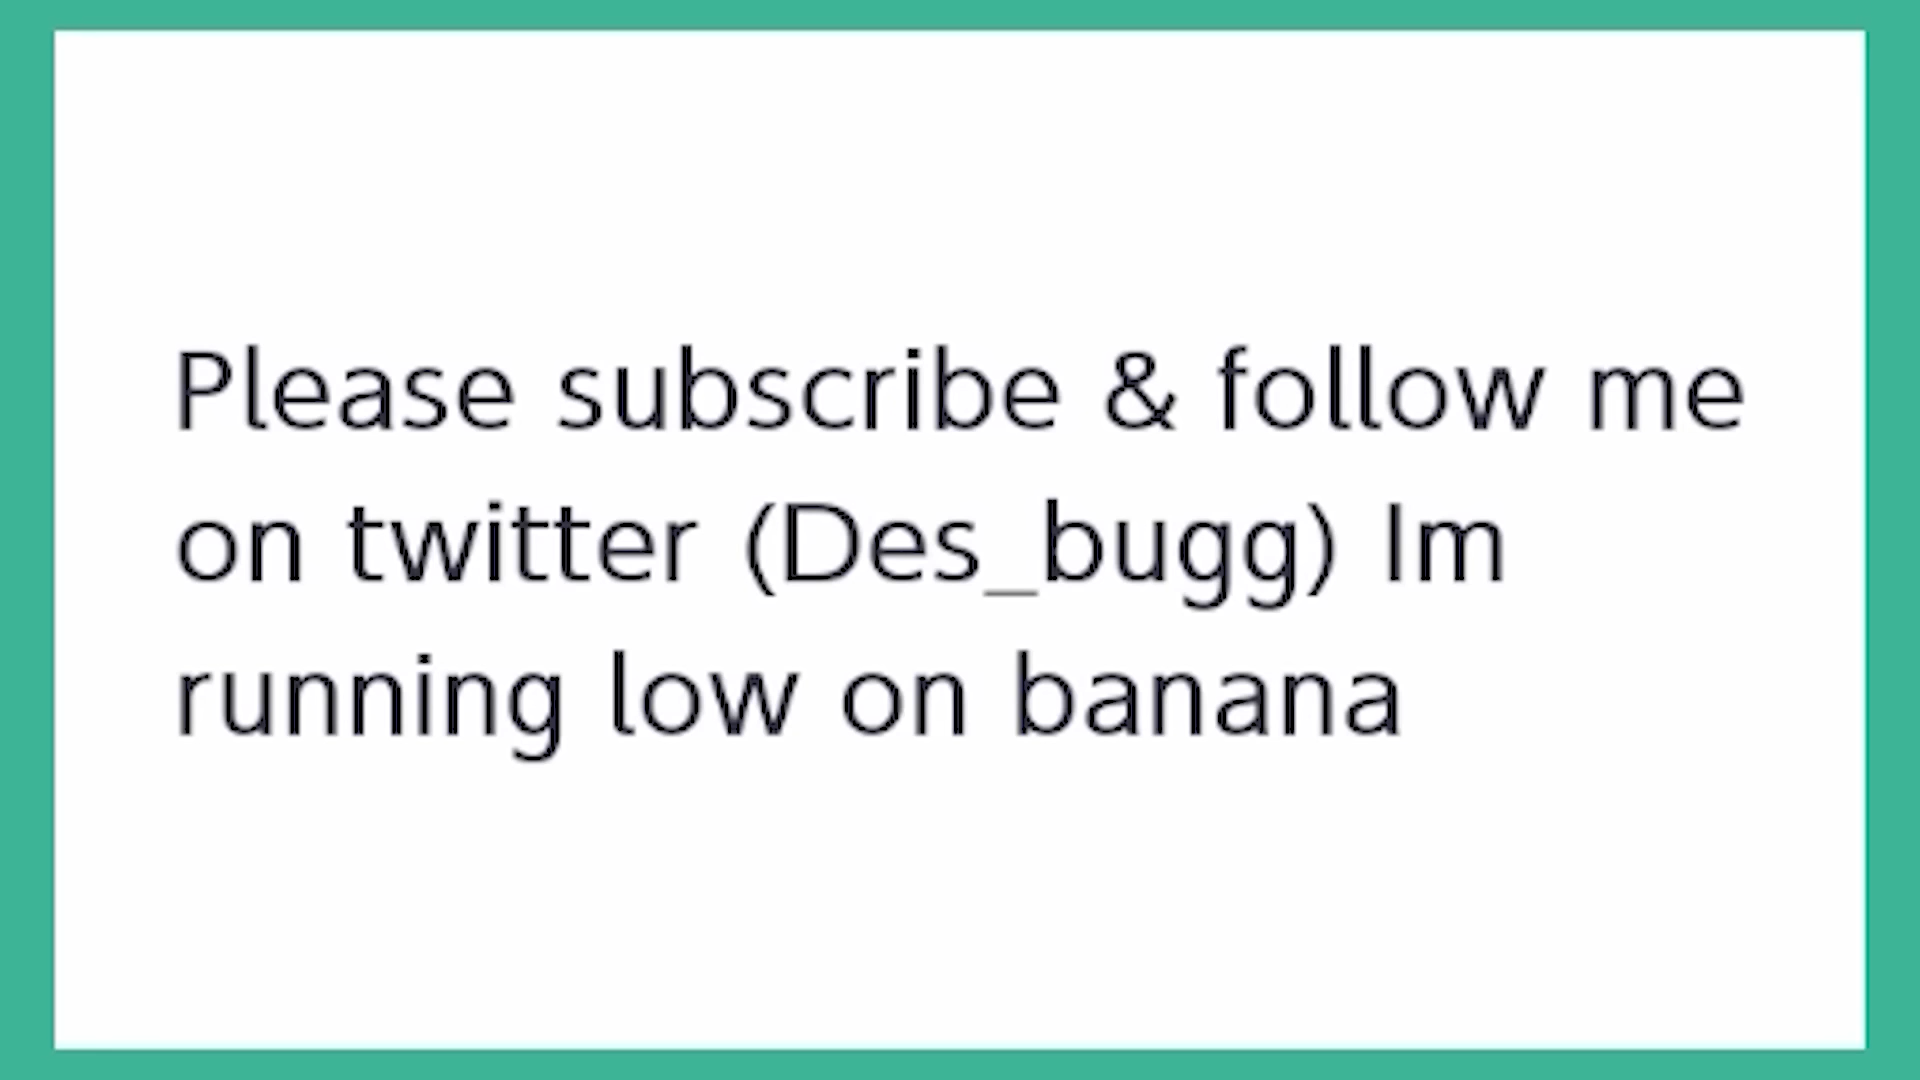 Please subscribe & follow me
on twitter (Des_bugg) Im
running low on banana